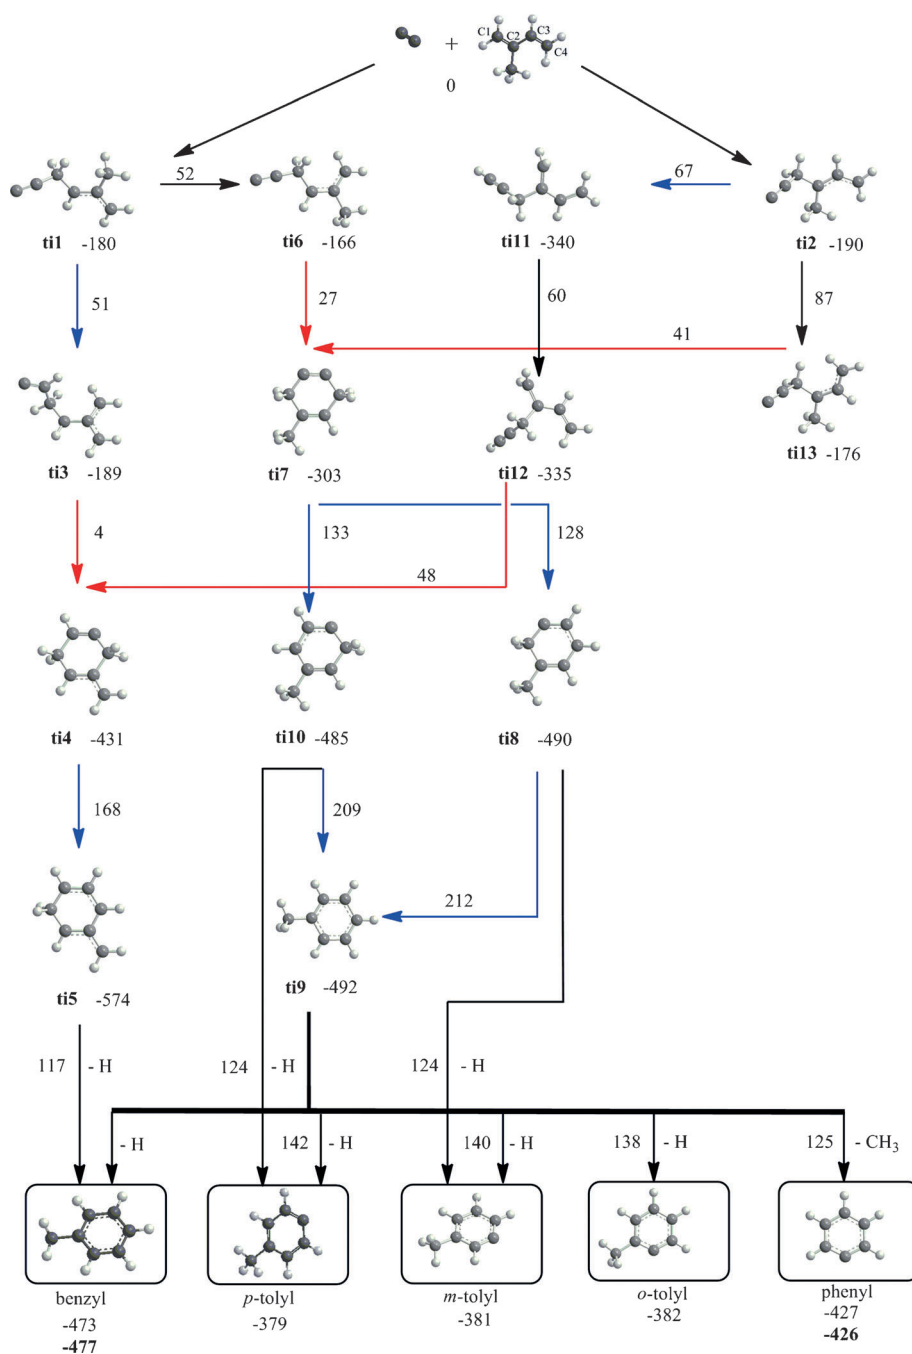 C1 C2 C3 C4
+
0
52
67
ti1 -180
ti6 -166
ti11 -340
ti2 -190
51
27
60
87
41
ti3 -189
ti7 -303
ti12 -335
ti13 -176
4
133
128
48
ti4 -431
ti10 -485
ti8 -490
168
209
212
ti5 -574
ti9 -492
117 - H
124 - H
124 - H
- H
142 - H
140 - H
138 - H
125 - CH3
benzyl
-473
-477
p-tolyl
-379
m-tolyl
-381
o-tolyl
-382
phenyl
-427
-426